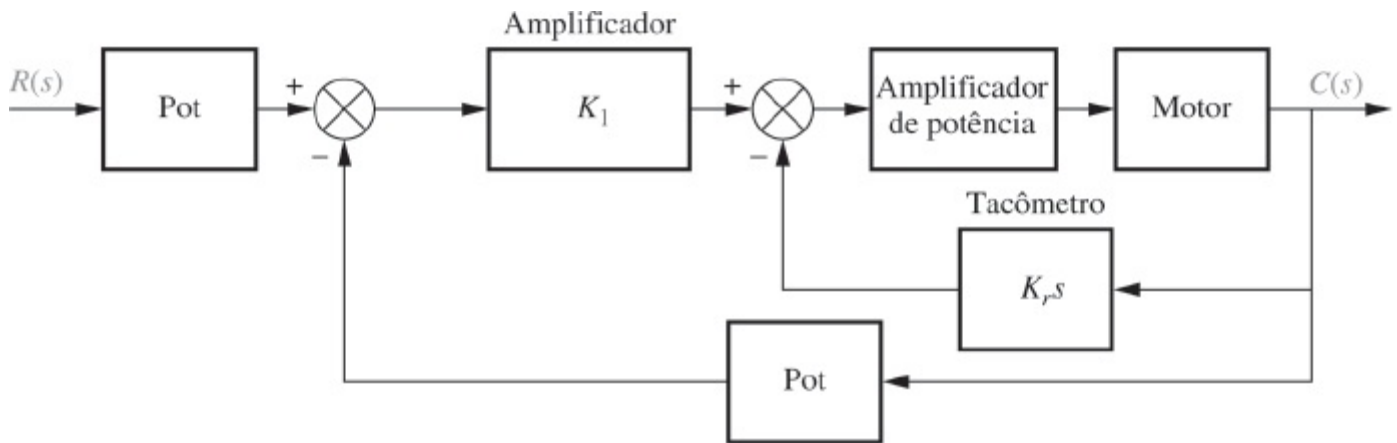 Amplificador
R(s)
Pot
+
−
K₁
+
−
Amplificador
de potência
Motor
C(s)
Tacômetro
Kᵣs
Pot